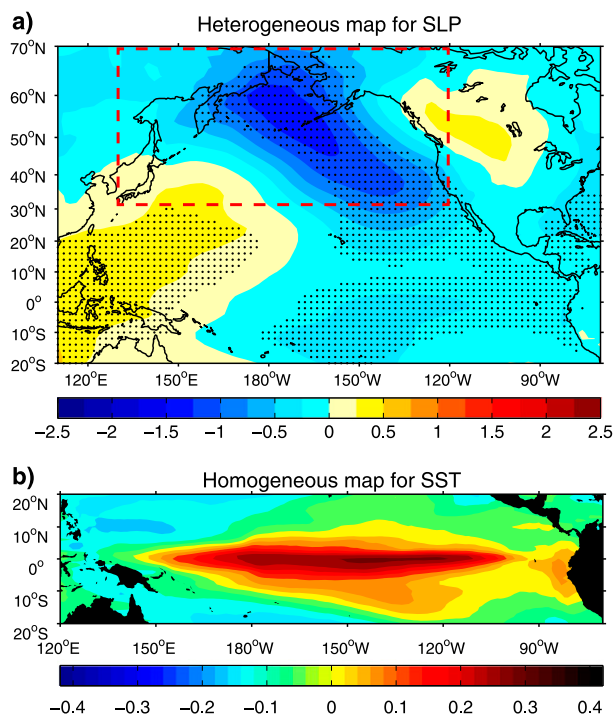 a)
Heterogeneous map for SLP
70°N
60°N
50°N
40°N
30°N
20°N
10°N
0°
10°S
20°S
120°E 150°E 180°W 150°W 120°W 90°W
−2.5 −2 −1.5 −1 −0.5 0 0.5 1 1.5 2 2.5
b)
Homogeneous map for SST
20°N
10°N
0°
10°S
20°S
120°E 150°E 180°W 150°W 120°W 90°W
−0.4 −0.3 −0.2 −0.1 0 0.1 0.2 0.3 0.4